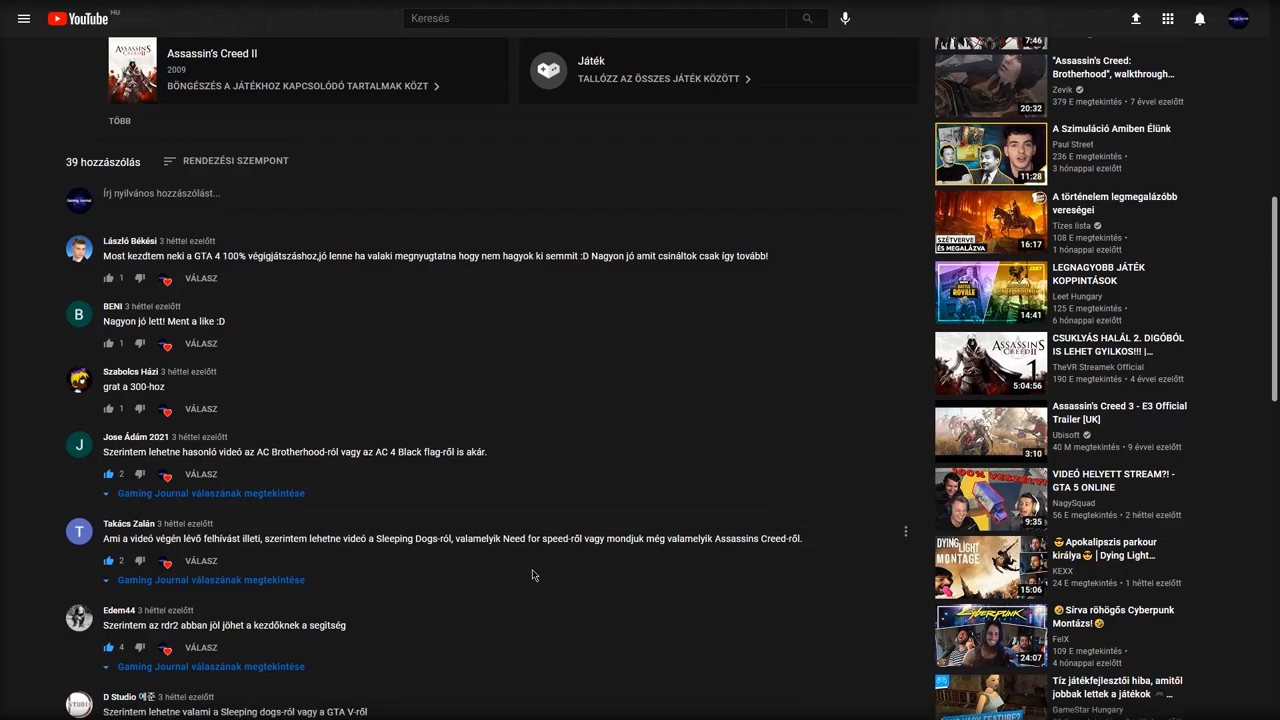 YouTube HU
Keresés
Assassin's Creed II
2009
BÖNGÉSZÉS A JÁTÉKHOZ KAPCSOLÓDÓ TARTALMAK KÖZT
Játék
TALLÓZZ AZ ÖSSZES JÁTÉK KÖZÖTT
TÖBB
39 hozzászólás
RENDEZÉSI SZEMPONT
Írj nyilvános hozzászólást...
László Békési 3 héttel ezelőtt
Most kezdtem neki a GTA 4 100% végigjátszáshoz,jó lenne ha valaki megnyugtatna hogy nem hagyok ki semmit :D Nagyon jó amit csináltok csak így tovább!
1 VÁLASZ
B
BENI 3 héttel ezelőtt
Nagyon jó lett! Ment a like :D
1 VÁLASZ
Szabolcs Házi 3 héttel ezelőtt
grat a 300-hoz
1 VÁLASZ
J
Jose Ádám 2021 3 héttel ezelőtt
Szerintem lehetne hasonló videó az AC Brotherhood-ról vagy az AC 4 Black flag-ről is akár.
2 VÁLASZ
Gaming Journal válaszának megtekintése
T
Takács Zalán 3 héttel ezelőtt
Ami a videó végén lévő felhívást illeti, szerintem lehetne videó a Sleeping Dogs-ról, valamelyik Need for speed-ről vagy mondjuk még valamelyik Assassins Creed-ről.
2 VÁLASZ
Gaming Journal válaszának megtekintése
Edem44 3 héttel ezelőtt
Szerintem az rdr2 abban jòl jöhet a kezdőknek a segitség
4 VÁLASZ
Gaming Journal válaszának megtekintése
D Studio 예준 3 héttel ezelőtt
Szerintem lehetne valami a Sleeping dogs-ról vagy a GTA V-ről
7:46
"Assassin's Creed:
Brotherhood", walkthrough...
Zevik
379 E megtekintés • 7 évvel ezelőtt
20:32
A Szimuláció Amiben Élünk
Paul Street
236 E megtekintés •
3 hónappal ezelőtt
11:28
A történelem legmegalázóbb
vereségei
Tízes lista
108 E megtekintés •
1 hónappal ezelőtt
SZÉTVERVE
ÉS MEGALÁZVA
16:17
LEGNAGYOBB JÁTÉK
KOPPINTÁSOK
Leet Hungary
125 E megtekintés •
6 hónappal ezelőtt
14:41
CSUKLYÁS HALÁL 2. DIGÓBÓL
IS LEHET GYILKOS!!! |...
TheVR Streamek Official
190 E megtekintés • 4 évvel ezelőtt
ASSASSIN'S
CREED II
1
5:04:56
Assassin's Creed 3 - E3 Official
Trailer [UK]
Ubisoft
40 M megtekintés • 9 évvel ezelőtt
3:10
VIDEÓ HELYETT STREAM?! -
GTA 5 ONLINE
NagySquad
56 E megtekintés • 2 héttel ezelőtt
100% VESZÉLY!
9:35
😎Apokalipszis parkour
királya😎 | Dying Light...
KEXX
24 E megtekintés • 1 héttel ezelőtt
DYING LIGHT
MONTAGE
15:06
🤣Sírva röhögős Cyberpunk
Montázs!🤣
FelX
109 E megtekintés •
4 hónappal ezelőtt
CYBERPUNK
24:07
Tíz játékfejlesztői hiba, amitől
jobbak lettek a játékok 🎮...
GameStar Hungary